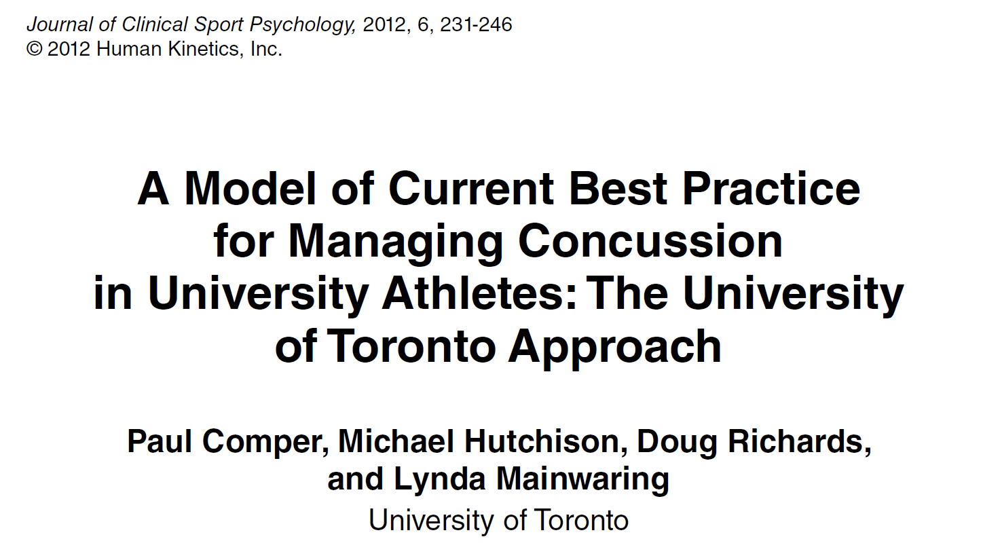 Journal of Clinical Sport Psychology, 2012, 6, 231-246
© 2012 Human Kinetics, Inc.
A Model of Current Best Practice
for Managing Concussion
in University Athletes: The University
of Toronto Approach
Paul Comper, Michael Hutchison, Doug Richards,
and Lynda Mainwaring
University of Toronto